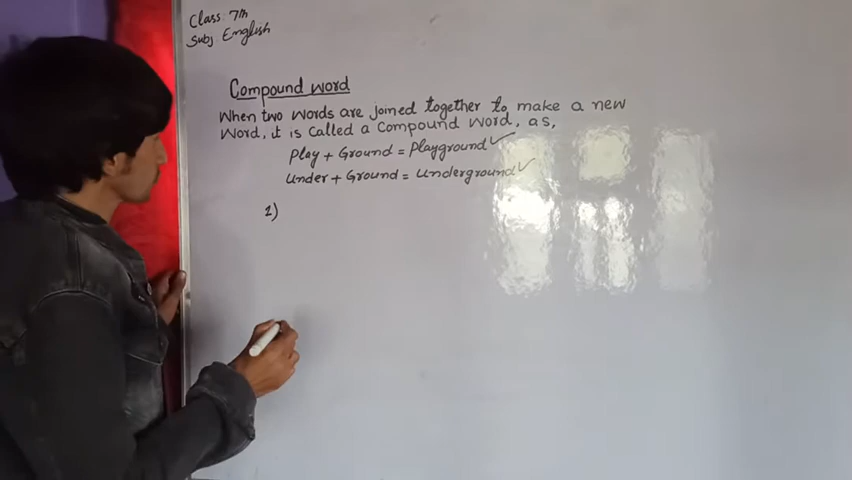 Class 7th
Subj English
Compound word
When two words are joined together to make a new
word, it is called a compound word, as,
Play + Ground = Playground ✓
Under + Ground = Underground ✓
1)